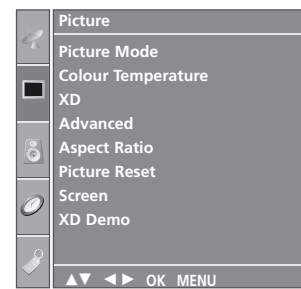 Picture
Picture Mode
Colour Temperature
XD
Advanced
Aspect Ratio
Picture Reset
Screen
XD Demo
▲▼ ◄► OK MENU